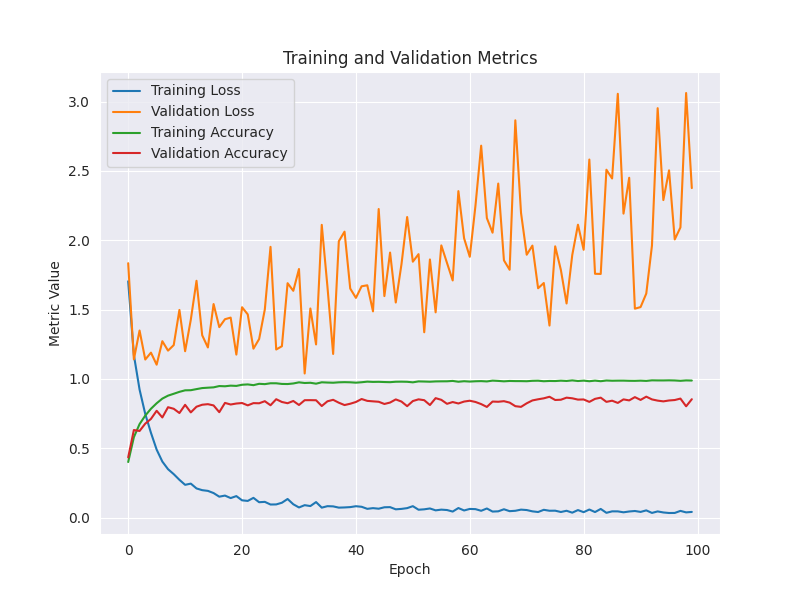 Training and Validation Metrics
Training Loss
Validation Loss
Training Accuracy
Validation Accuracy
Metric Value
3.0
2.5
2.0
1.5
1.0
0.5
0.0
0 20 40 60 80 100
Epoch